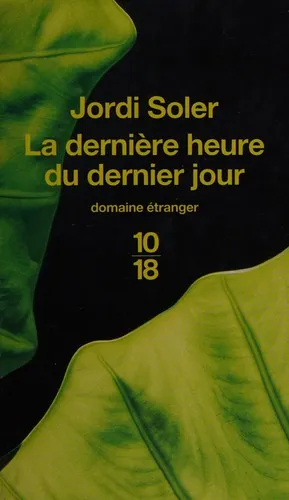 Jordi Soler
La dernière heure
du dernier jour
domaine étranger
10
18